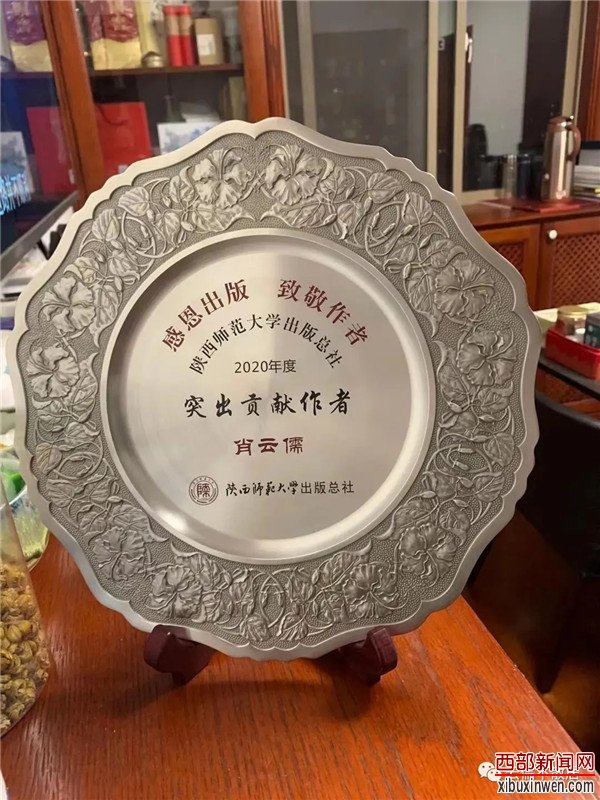 感恩出版 致敬作者
陕西师范大学出版总社
2020年度
突出贡献作者
肖云儒
陕西师范大学出版总社
西部新闻网
xibuxinwen.com